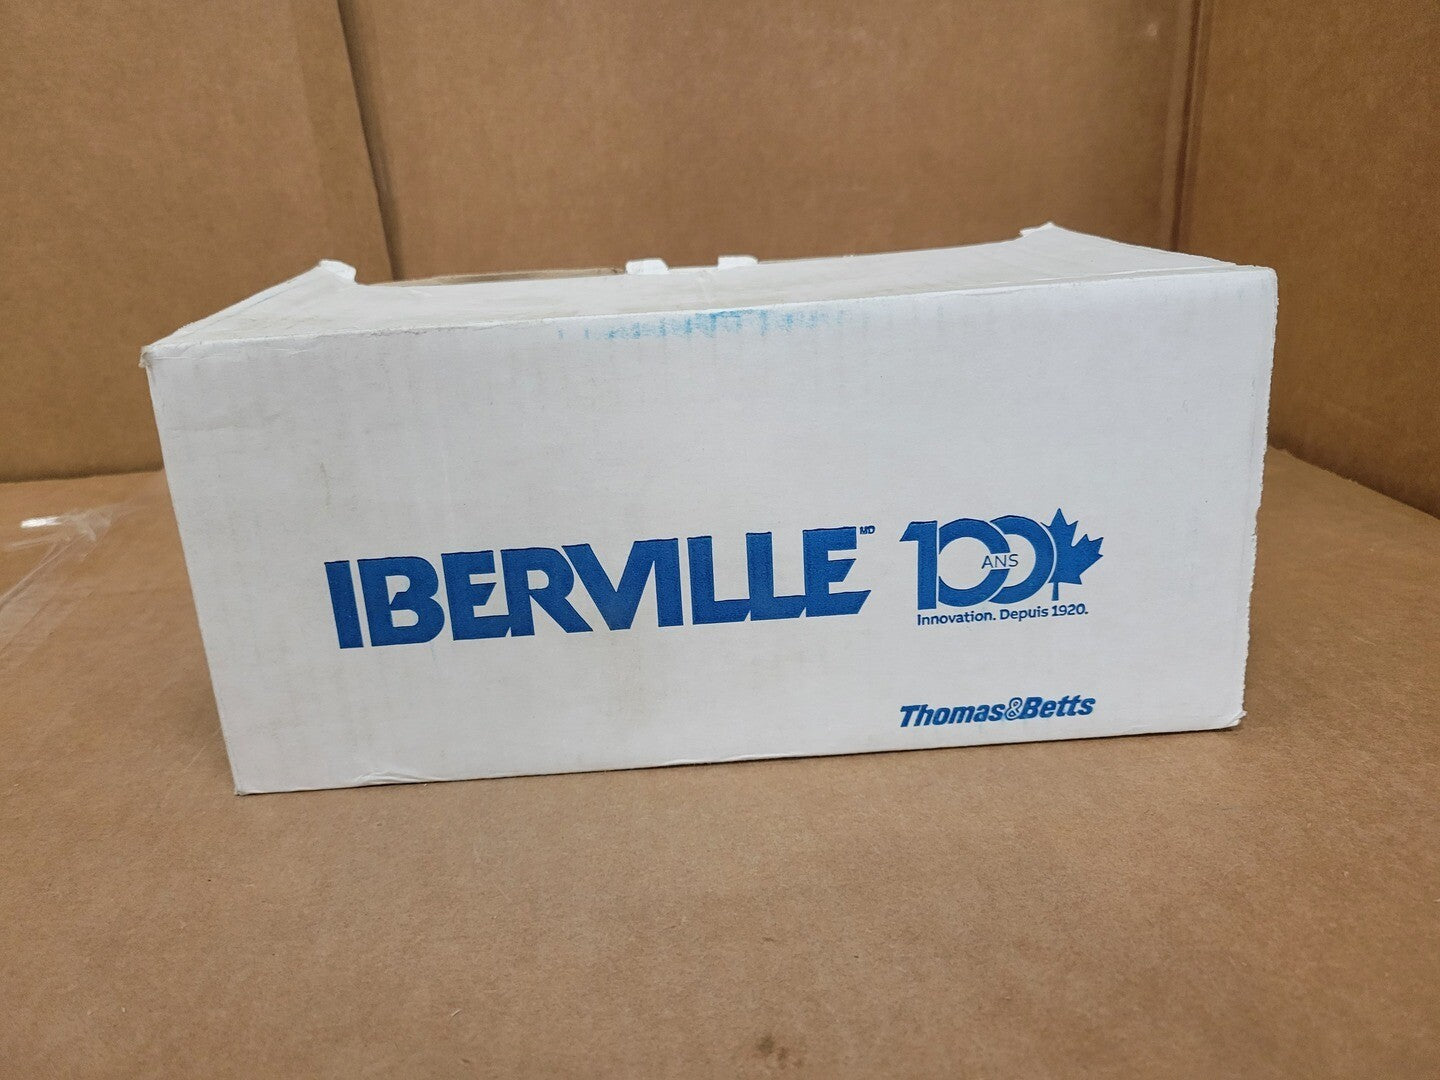 IBERVILLE MD
100 ANS
Innovation. Depuis 1920.
Thomas&Betts